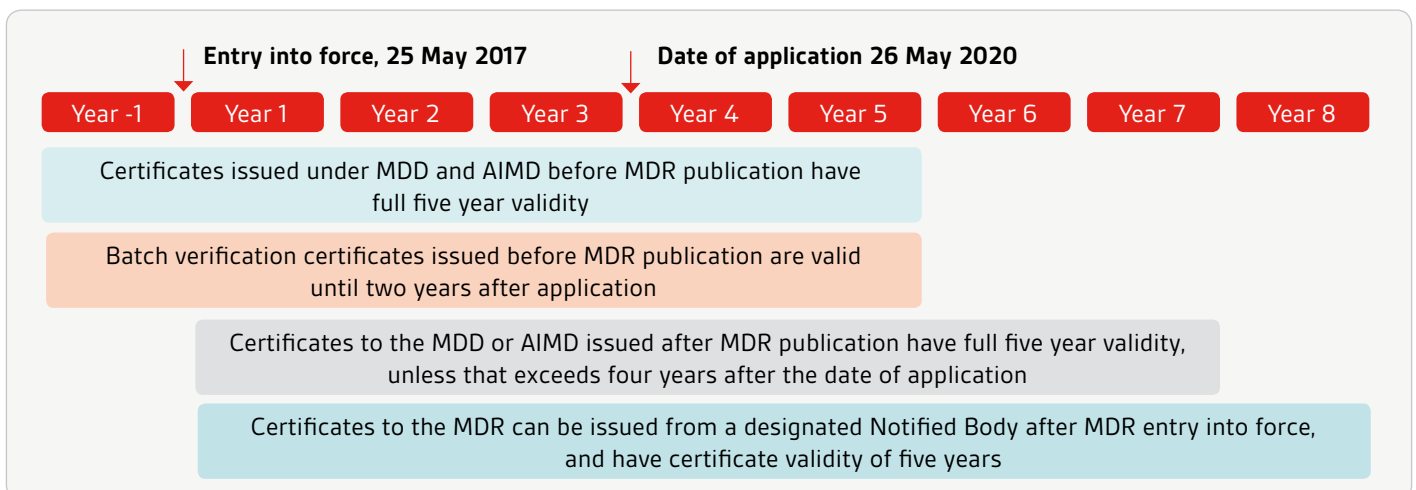 Entry into force, 25 May 2017
Date of application 26 May 2020
Year -1
Year 1
Year 2
Year 3
Year 4
Year 5
Year 6
Year 7
Year 8
Certificates issued under MDD and AIMD before MDR publication have
full five year validity
Batch verification certificates issued before MDR publication are valid
until two years after application
Certificates to the MDD or AIMD issued after MDR publication have full five year validity,
unless that exceeds four years after the date of application
Certificates to the MDR can be issued from a designated Notified Body after MDR entry into force,
and have certificate validity of five years